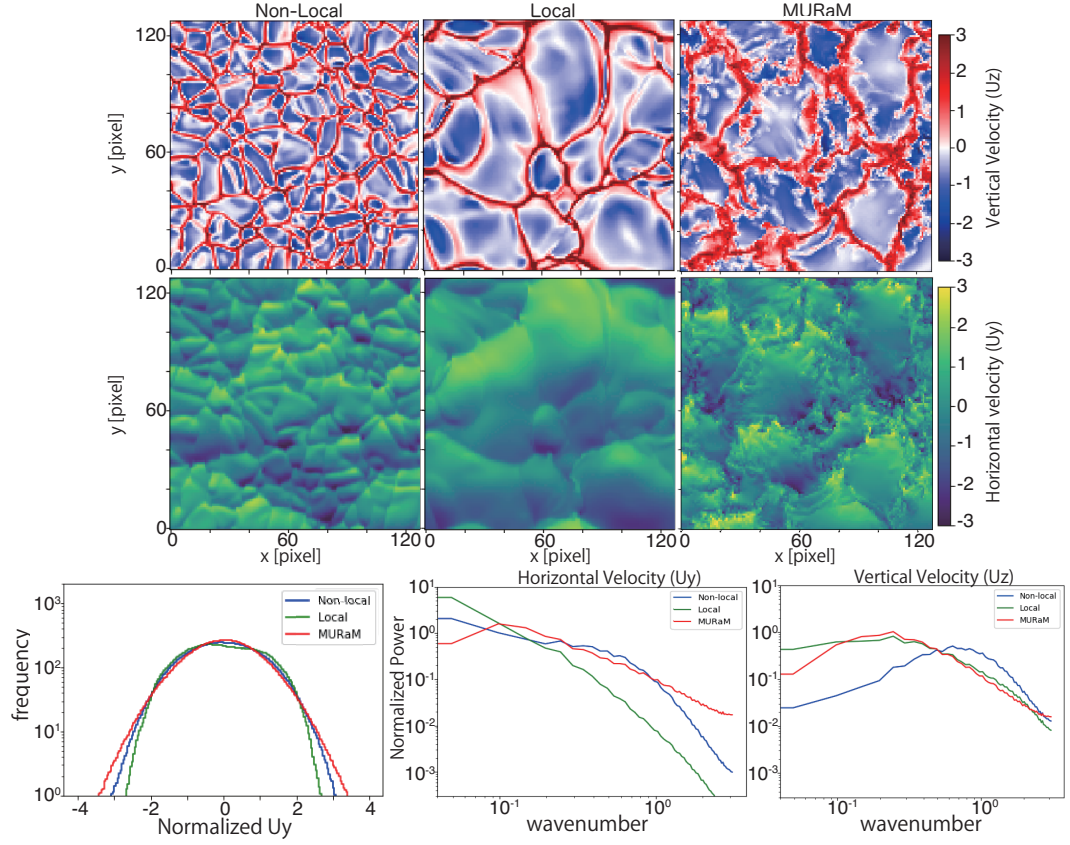 Non-Local
Local
MURaM
120
60
0
y [pixel]
3
2
1
0
-1
-2
-3
Vertical Velocity (Uz)
120
60
0
y [pixel]
0
60
120
0
60
120
0
60
120
x [pixel]
x [pixel]
x [pixel]
3
2
1
0
-1
-2
-3
Horizontal velocity (Uy)
10³
10²
10¹
10⁰
frequency
-4
-2
0
2
4
Normalized Uy
Non-local
Local
MURaM
Horizontal Velocity (Uy)
10¹
10⁰
10⁻¹
10⁻²
10⁻³
Normalized Power
10⁻¹
10⁰
wavenumber
Non-local
Local
MURaM
Vertical Velocity (Uz)
10¹
10⁰
10⁻¹
10⁻²
10⁻³
10⁻¹
10⁰
wavenumber
Non-local
Local
MURaM